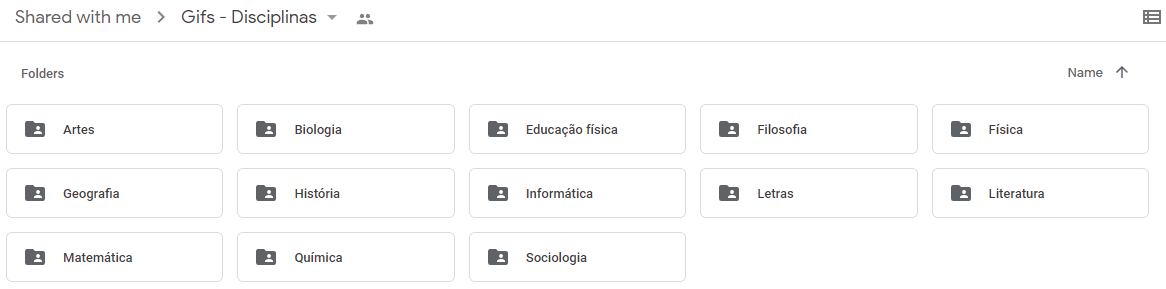 Shared with me > Gifs - Disciplinas
Folders
Name
Artes
Biologia
Educação física
Filosofia
Física
Geografia
História
Informática
Letras
Literatura
Matemática
Química
Sociologia